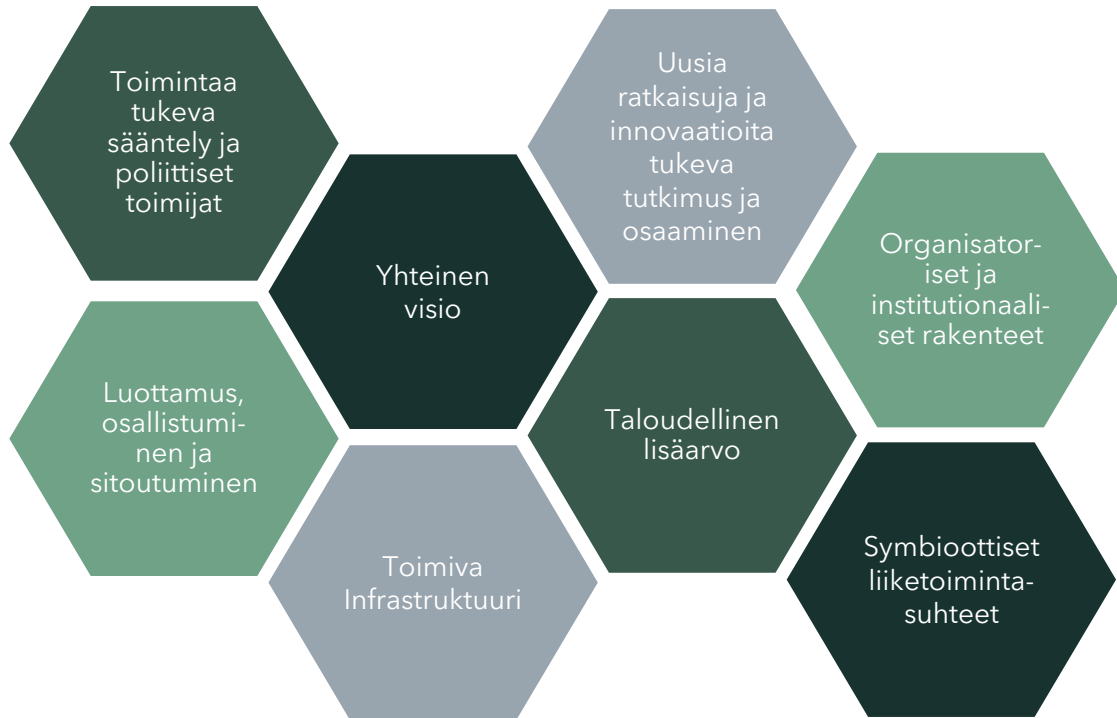 Toimintaa
tukeva
sääntely ja
poliittiset
toimijat
Uusia
ratkaisuja ja
innovaatioita
tukeva
tutkimus ja
osaaminen
Yhteinen
visio
Organisator-
iset ja
institutionaali-
set rakenteet
Luottamus,
osallistumi-
nen ja
sitoutuminen
Taloudellinen
lisäarvo
Toimiva
Infrastruktuuri
Symbioottiset
liiketoiminta-
suhteet